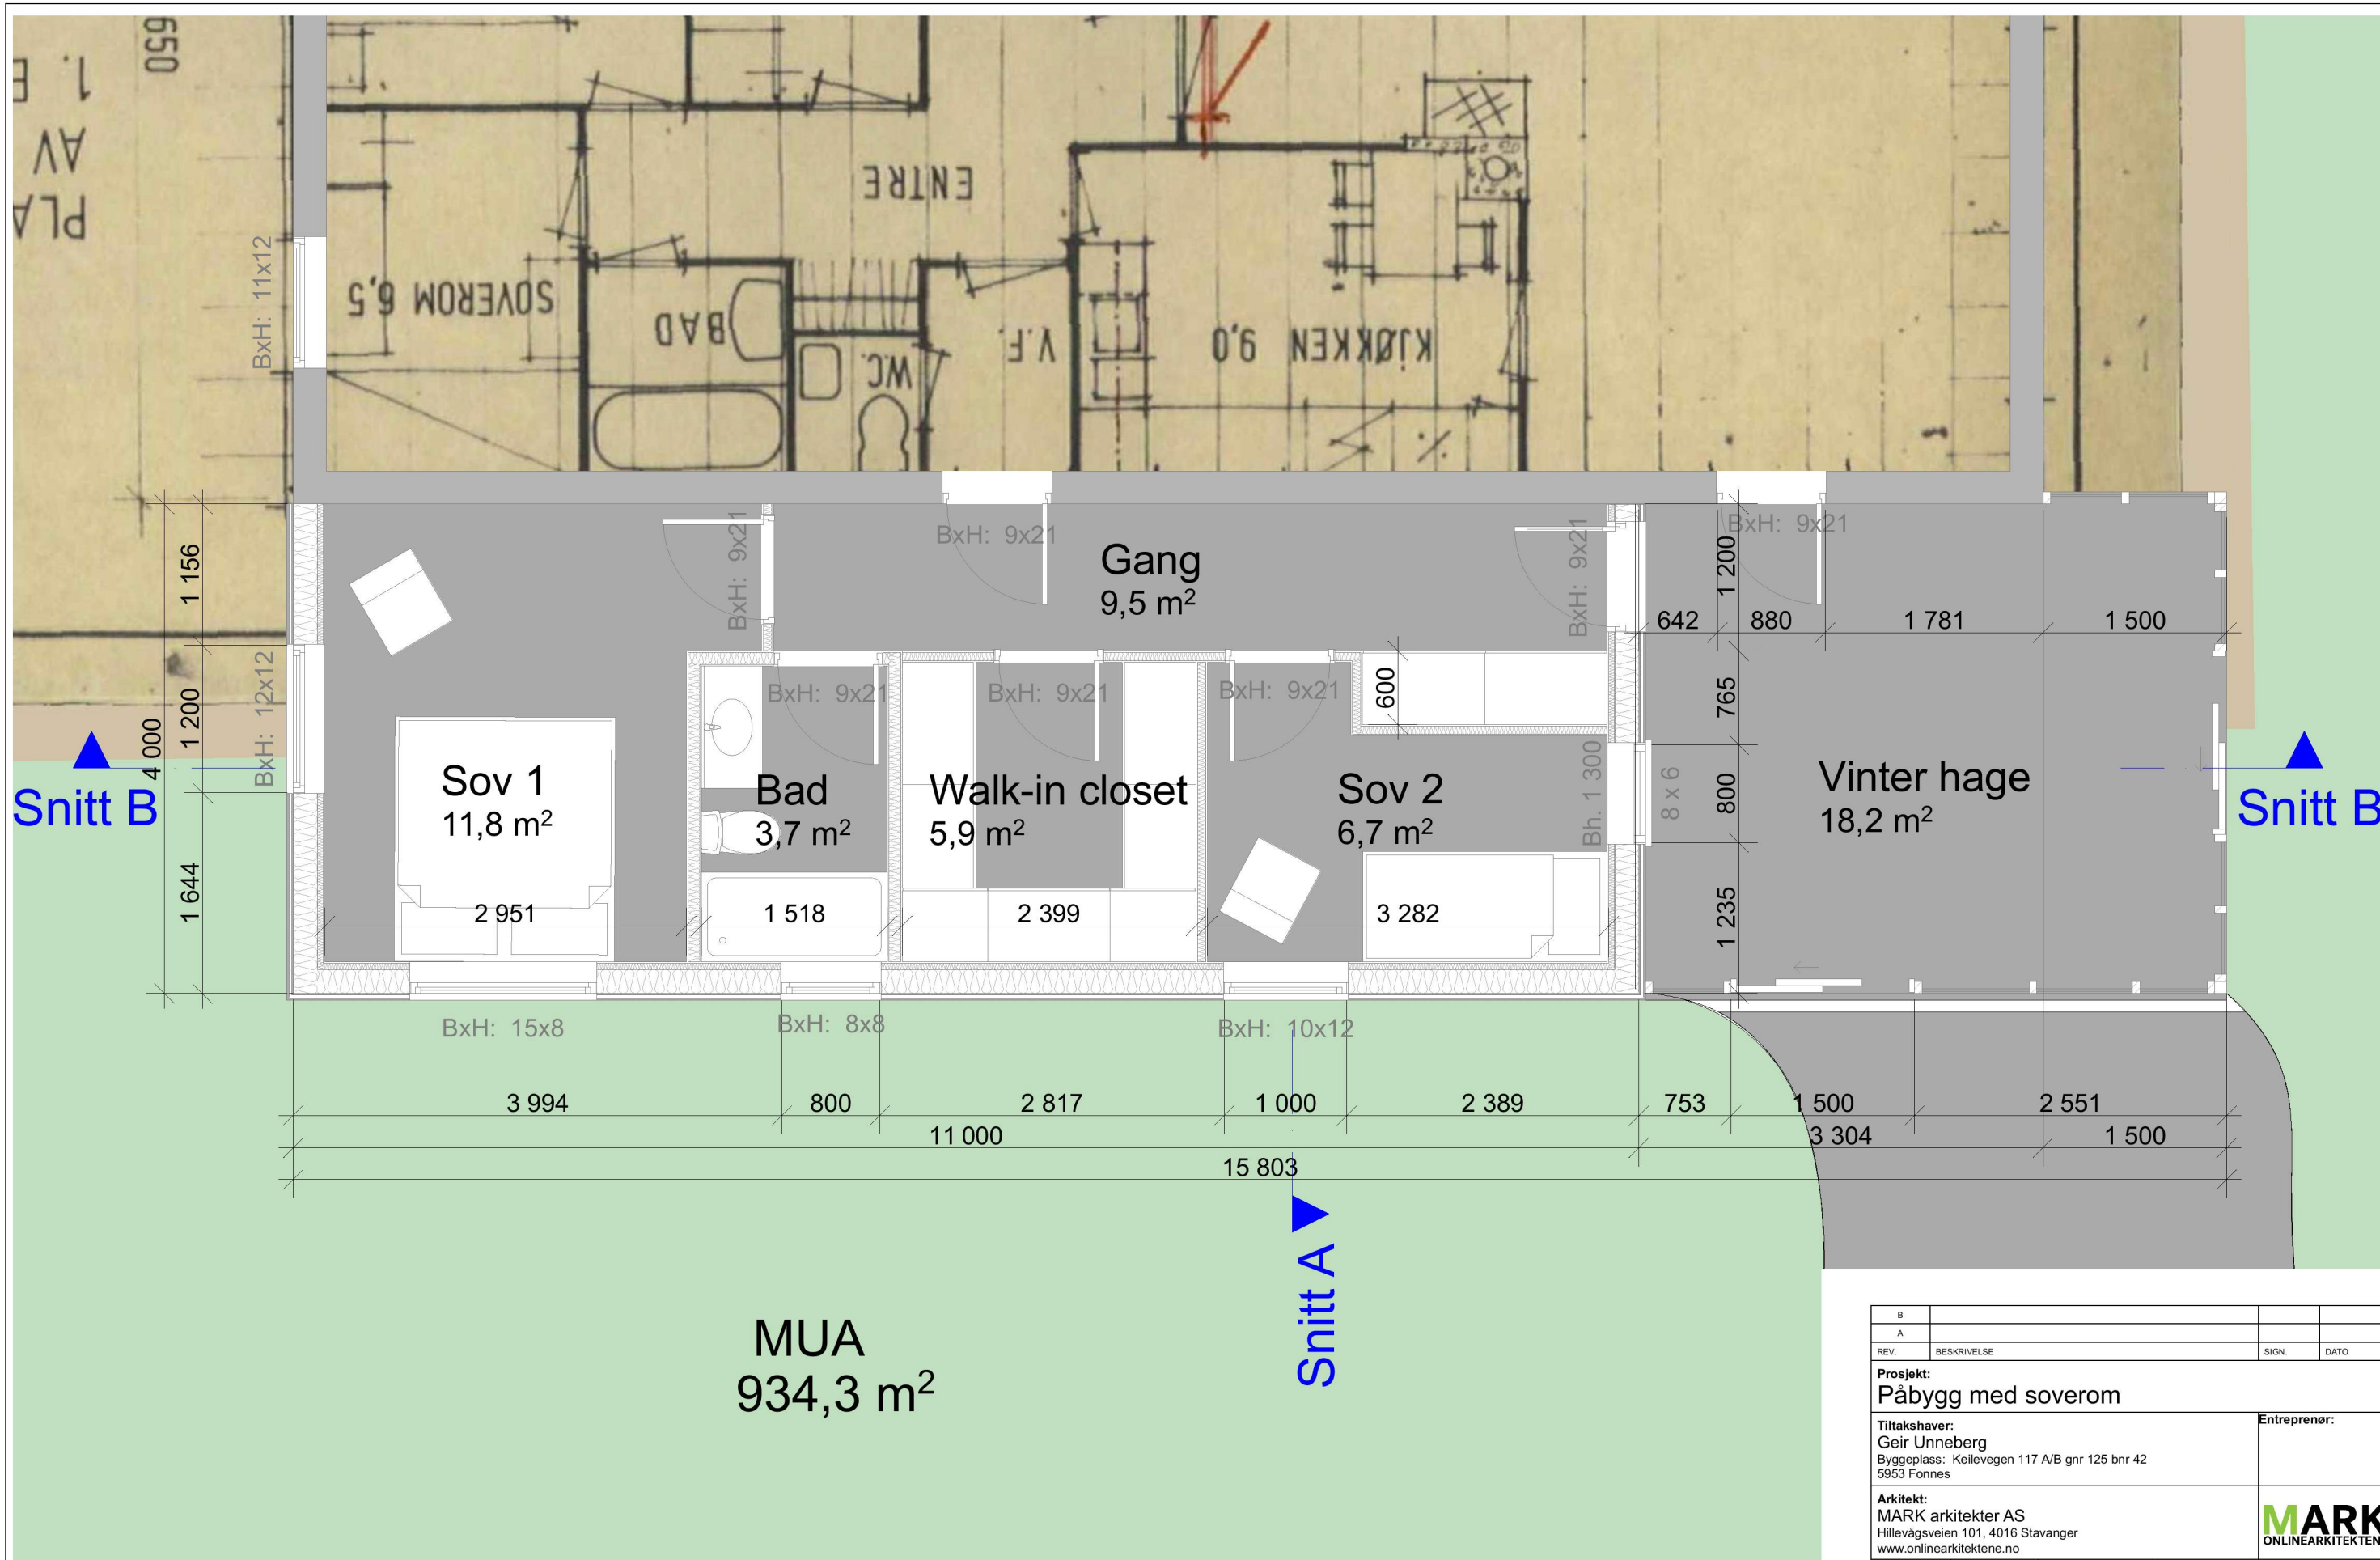 650
1. E
AV
PLA
ENTRE
SOVEROM 6,5
BAD
W.C.
V.F.
KJØKKEN 9,0
BxH: 11x12
BxH: 9x21
BxH: 9x21
BxH: 9x21
BxH: 9x21
Gang
9,5 m²
1 156
1 200
4 000
1 644
BxH: 12x12
1 200
642
880
1 781
1 500
BxH: 9x21
BxH: 9x21
BxH: 9x21
600
765
800
1 235
Bh. 1 300
8 x 6
Snitt B
Sov 1
11,8 m²
Bad
3,7 m²
Walk-in closet
5,9 m²
Sov 2
6,7 m²
Vinter hage
18,2 m²
Snitt B
2 951
1 518
2 399
3 282
BxH: 15x8
BxH: 8x8
BxH: 10x12
3 994
800
2 817
1 000
2 389
753
1 500
2 551
11 000
3 304
1 500
15 803
Snitt A
MUA
934,3 m²
B
A
REV. BESKRIVELSE SIGN. DATO
Prosjekt:
Påbygg med soverom
Tiltakshaver:
Geir Unneberg
Byggeplass: Keilevegen 117 A/B gnr 125 bnr 42
5953 Fonnes
Entreprenør:
Arkitekt:
MARK arkitekter AS
Hillevågsveien 101, 4016 Stavanger
www.onlinearkitektene.no
MARK
ONLINEARKITEKTEN